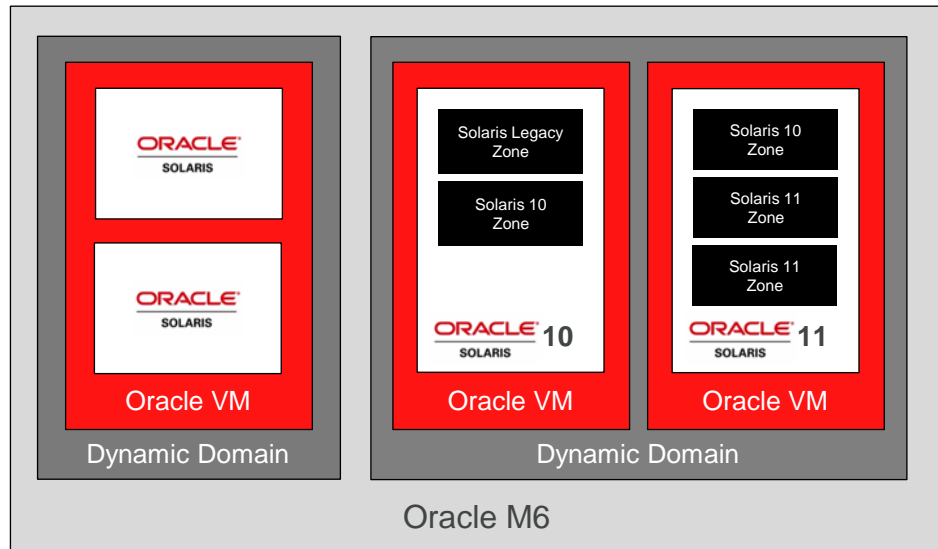 ORACLE®
SOLARIS
ORACLE®
SOLARIS
Oracle VM
Dynamic Domain
Solaris Legacy
Zone
Solaris 10
Zone
ORACLE® 10
SOLARIS
Oracle VM
Solaris 10
Zone
Solaris 11
Zone
Solaris 11
Zone
ORACLE® 11
SOLARIS
Oracle VM
Dynamic Domain
Oracle M6